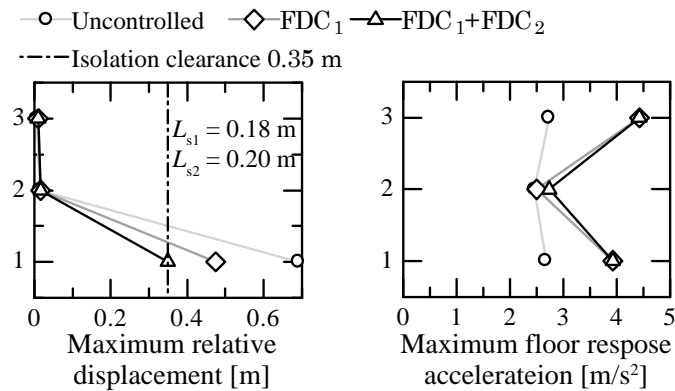 Uncontrolled FDC1 FDC1+FDC2
Isolation clearance 0.35 m
3
2
1
Ls1 = 0.18 m
Ls2 = 0.20 m
0 0.2 0.4 0.6
Maximum relative
displacement [m]
3
2
1
0 1 2 3 4 5
Maximum floor respose
accelerateion [m/s²]